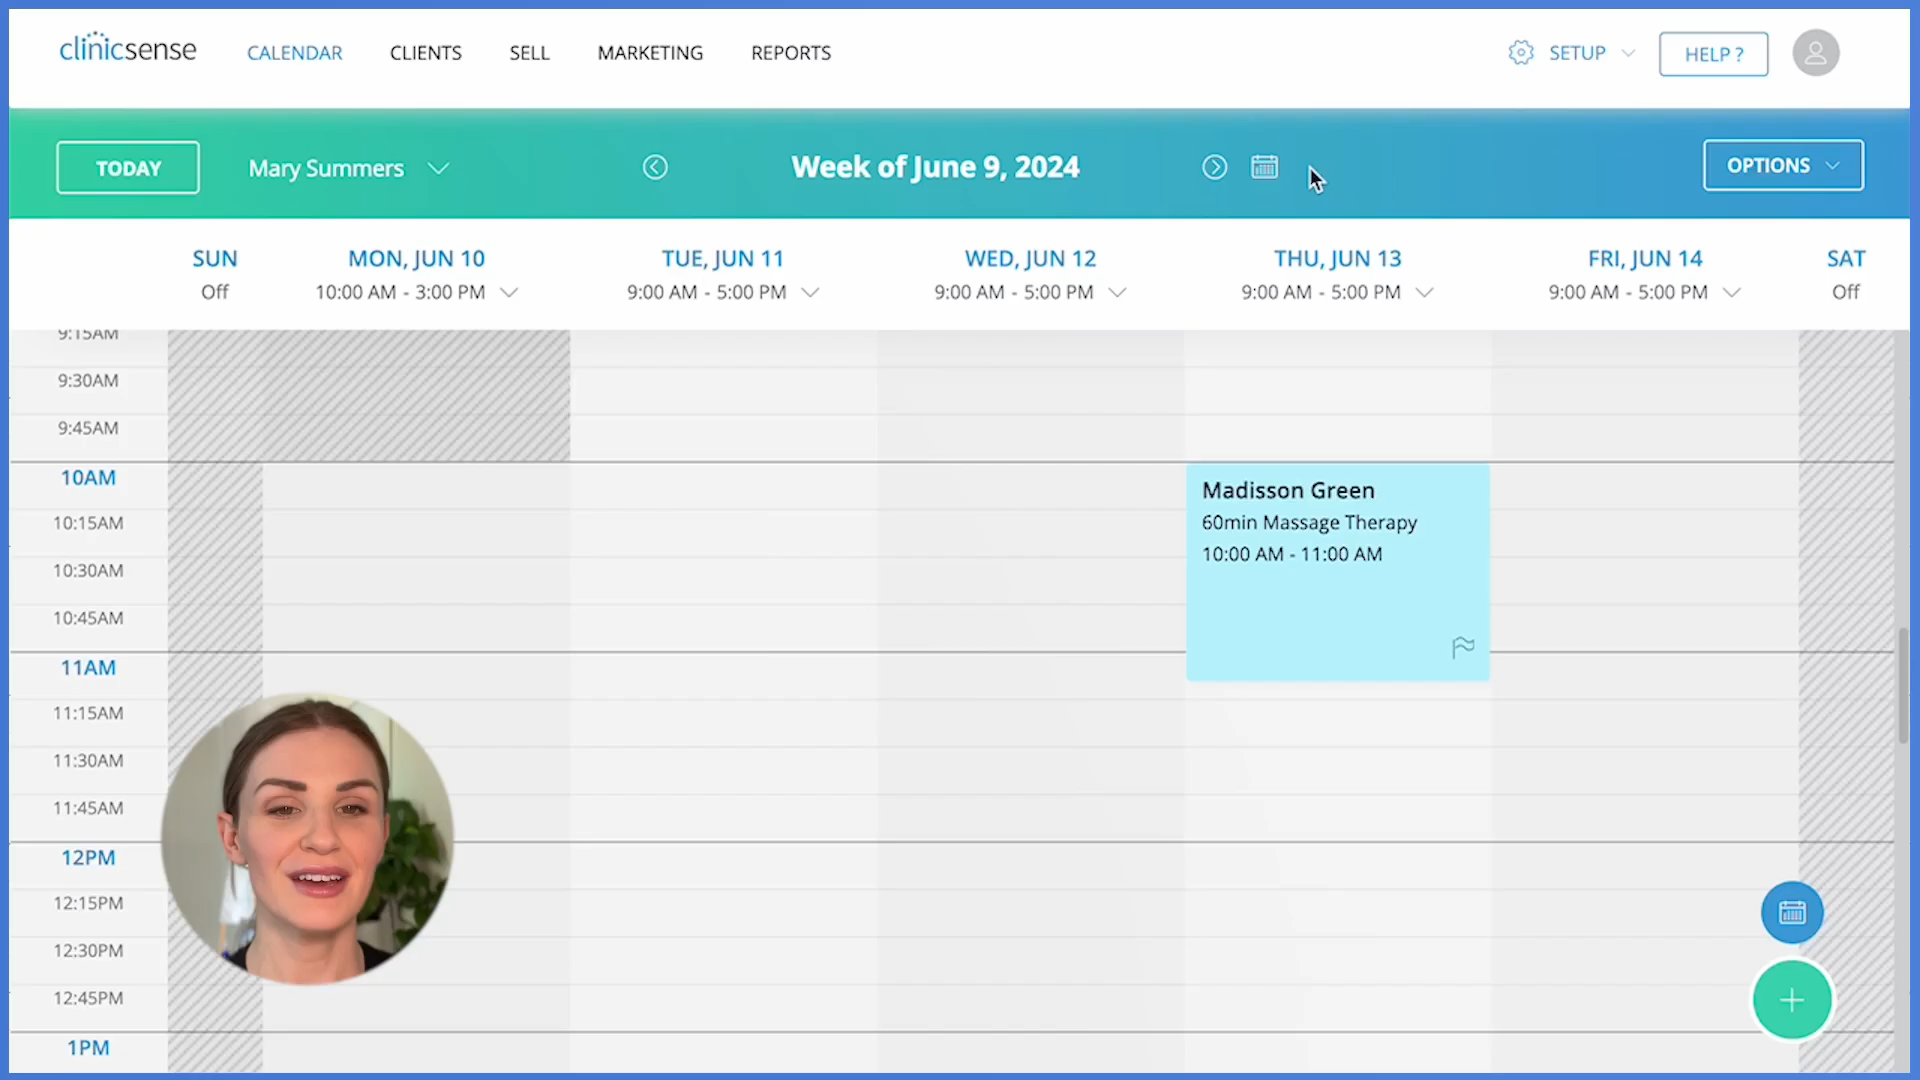 clinicsense
CALENDAR
CLIENTS
SELL
MARKETING
REPORTS
SETUP
HELP ?
TODAY
Mary Summers
Week of June 9, 2024
OPTIONS
SUN
Off
MON, JUN 10
10:00 AM - 3:00 PM
TUE, JUN 11
9:00 AM - 5:00 PM
WED, JUN 12
9:00 AM - 5:00 PM
THU, JUN 13
9:00 AM - 5:00 PM
FRI, JUN 14
9:00 AM - 5:00 PM
SAT
Off
9:15AM
9:30AM
9:45AM
10AM
10:15AM
10:30AM
10:45AM
11AM
11:15AM
11:30AM
11:45AM
12PM
12:15PM
12:30PM
12:45PM
1PM
Madisson Green
60min Massage Therapy
10:00 AM - 11:00 AM